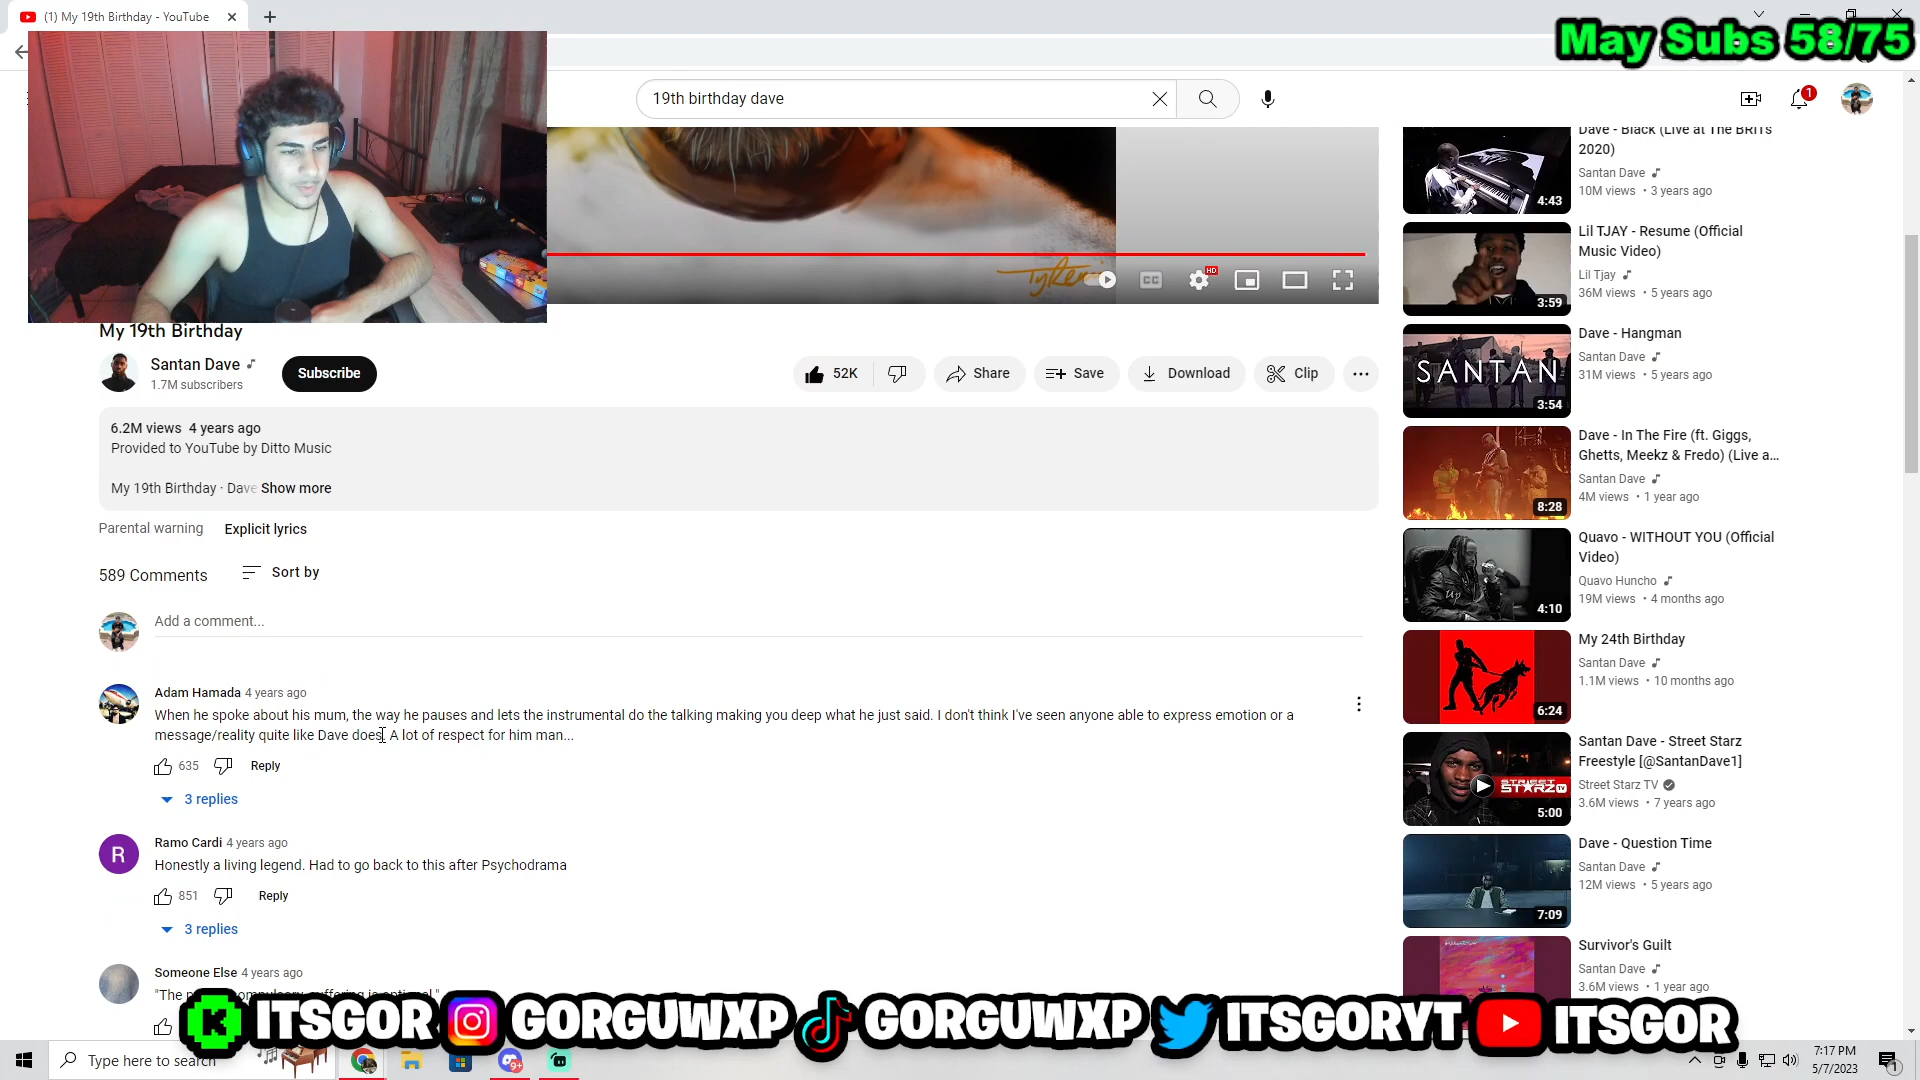 (1) My 19th Birthday - YouTube
May Subs 58/75
19th birthday dave
1
HD
CC
My 19th Birthday
Santan Dave
1.7M subscribers
Subscribe
52K
Share
Save
Download
Clip
6.2M views 4 years ago
Provided to YouTube by Ditto Music
My 19th Birthday · Dave Show more
Parental warning
Explicit lyrics
589 Comments
Sort by
Add a comment...
Adam Hamada 4 years ago
When he spoke about his mum, the way he pauses and lets the instrumental do the talking making you deep what he just said. I don't think I've seen anyone able to express emotion or a
message/reality quite like Dave does. A lot of respect for him man...
635
Reply
3 replies
R
Ramo Cardi 4 years ago
Honestly a living legend. Had to go back to this after Psychodrama
851
Reply
3 replies
Someone Else 4 years ago
Dave - Black (Live at The BRITs
2020)
Santan Dave
10M views • 3 years ago
4:43
Lil TJAY - Resume (Official
Music Video)
Lil Tjay
36M views • 5 years ago
3:59
Dave - Hangman
Santan Dave
31M views • 5 years ago
SANTAN
3:54
Dave - In The Fire (ft. Giggs,
Ghetts, Meekz & Fredo) (Live a...
Santan Dave
4M views • 1 year ago
8:28
Quavo - WITHOUT YOU (Official
Video)
Quavo Huncho
19M views • 4 months ago
Up
4:10
My 24th Birthday
Santan Dave
1.1M views • 10 months ago
6:24
Santan Dave - Street Starz
Freestyle [@SantanDave1]
Street Starz TV
3.6M views • 7 years ago
STREET
STARZ
5:00
Dave - Question Time
Santan Dave
12M views • 5 years ago
7:09
Survivor's Guilt
Santan Dave
3.6M views • 1 year ago
K ITSGOR GORGUWXP GORGUWXP ITSGORYT ITSGOR
Type here to search
9+
7:17 PM
5/7/2023
1